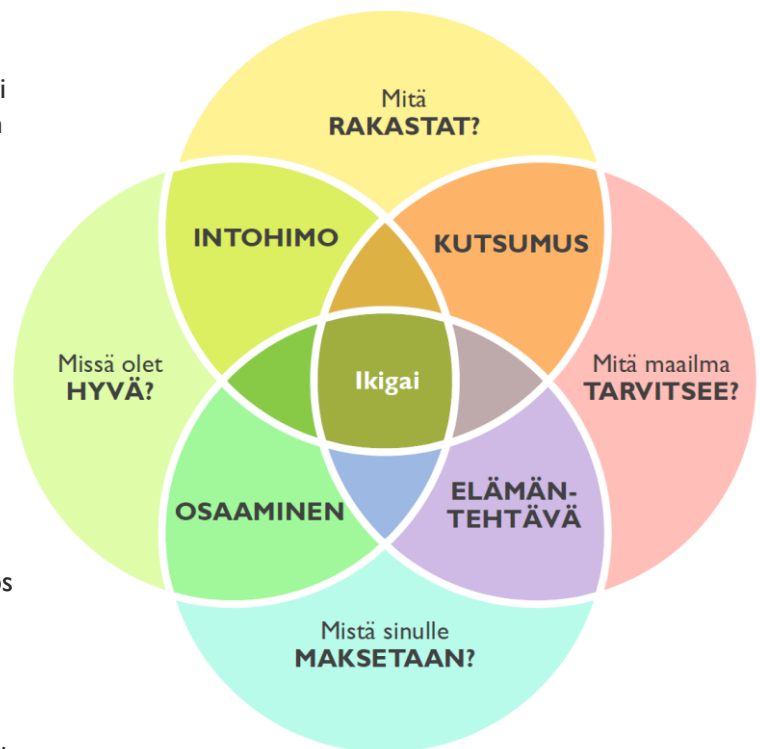 Mitä
RAKASTAT?
INTOHIMO
KUTSUMUS
Missä olet
HYVÄ?
Ikigai
Mitä maailma
TARVITSEE?
OSAAMINEN
ELÄMÄN-
TEHTÄVÄ
Mistä sinulle
MAKSETAAN?